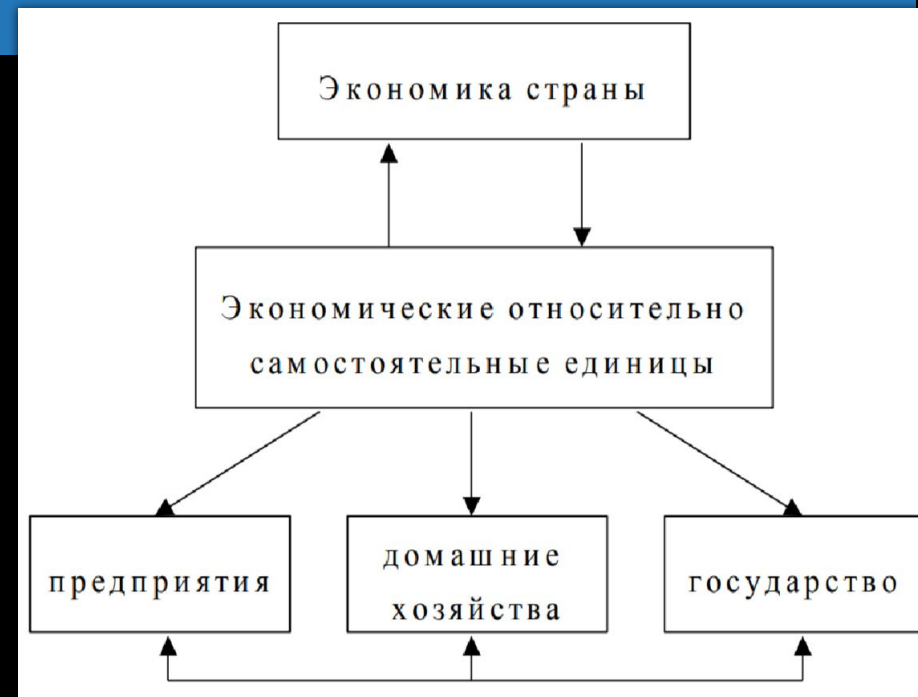 Экономика страны
Экономические относительно
самостоятельные единицы
предприятия
домашние
хозяйства
государство